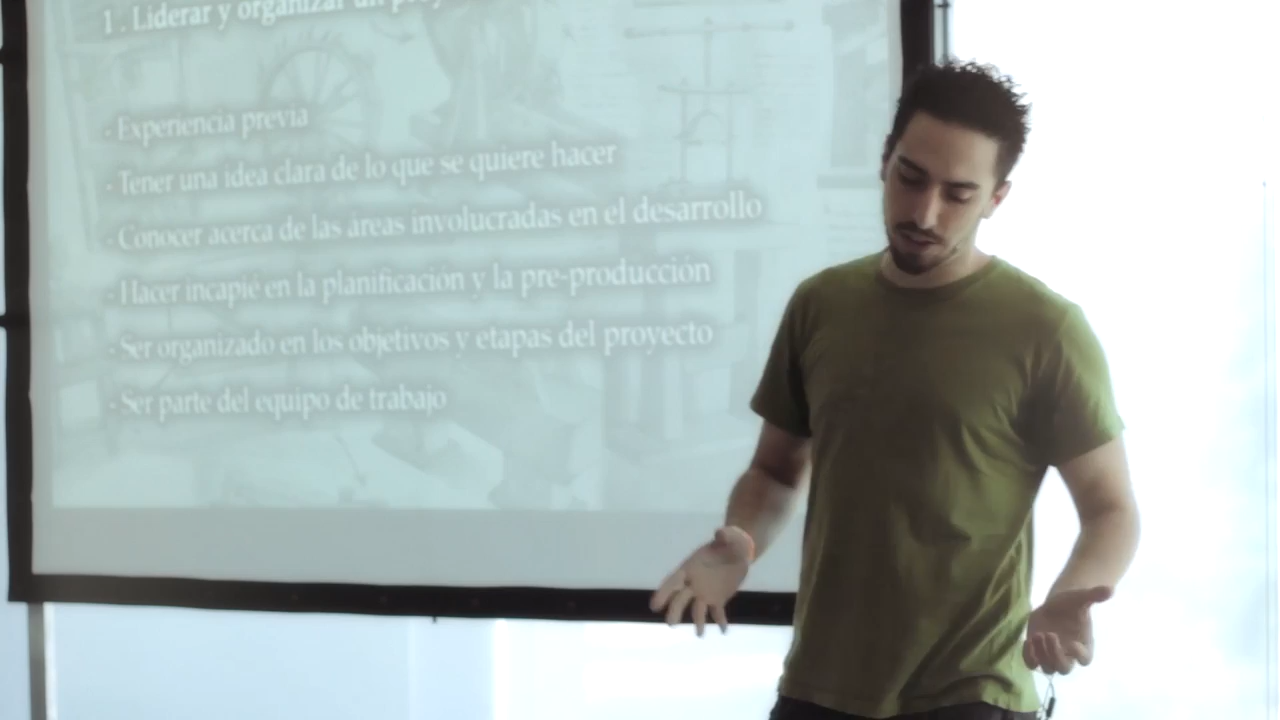 1 . Liderar y organizar un proy
- Experiencia previa
- Tener una idea clara de lo que se quiere hacer
- Conocer acerca de las áreas involucradas en el desarrollo
- Hacer incapié en la planificación y la pre-producción
- Ser organizado en los objetivos y etapas del proyecto
- Ser parte del equipo de trabajo